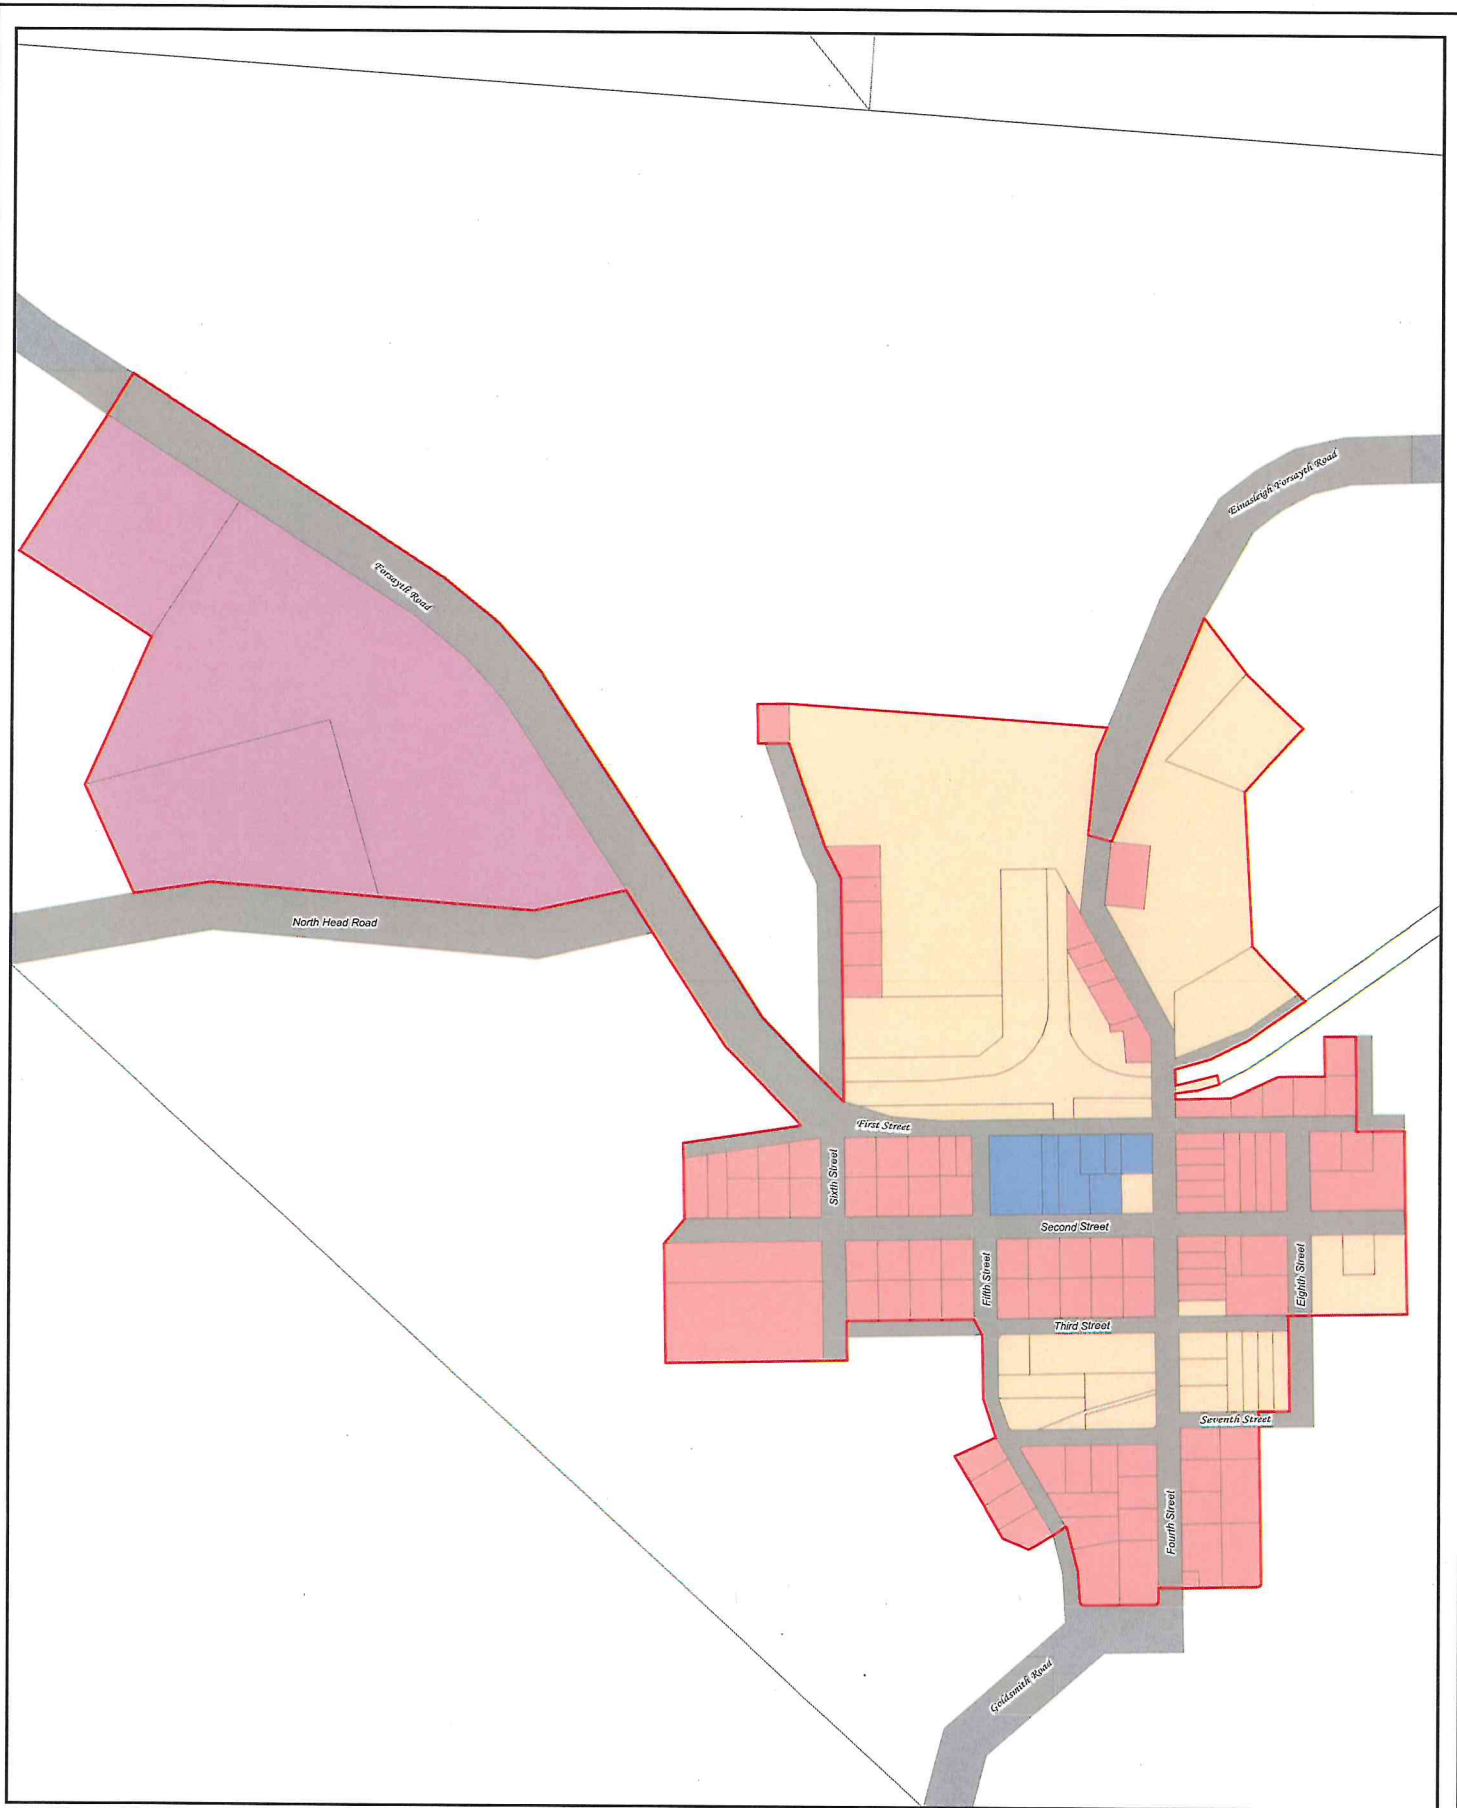 Einasleigh Forsayth Road
Forsayth Road
North Head Road
First Street
Sixth Street
Second Street
Fifth Street
Eighth Street
Third Street
Seventh Street
Fourth Street
Goldsmith Road